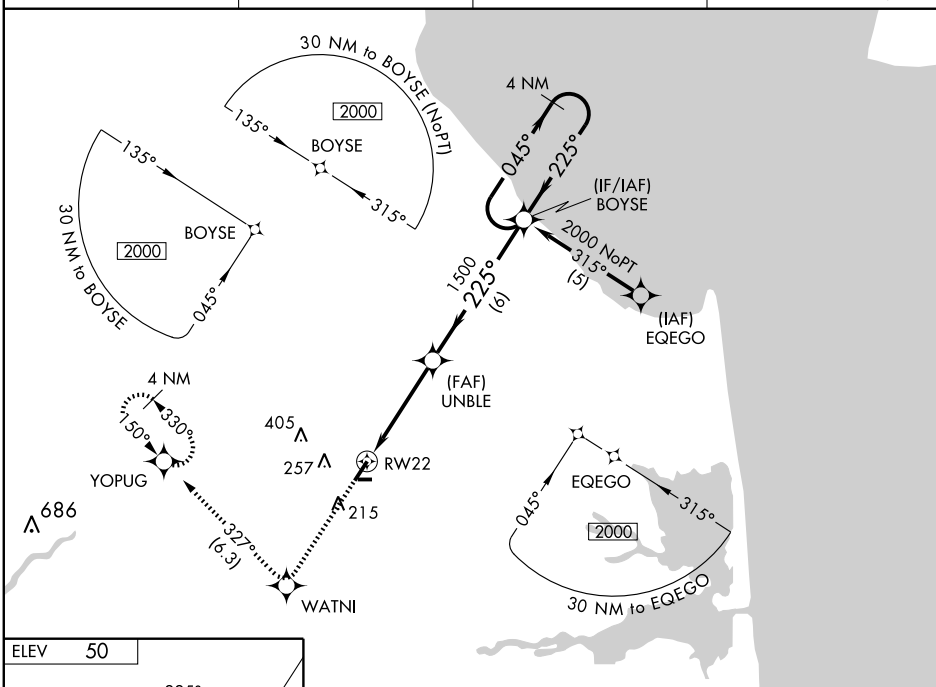 30 NM to BOYSE (NoPT)
2000
135°
BOYSE
315°
135°
BOYSE
2000
045°
30 NM to BOYSE
4 NM
045°
225°
(IF/IAF)
BOYSE
2000 NoPT
315°
(5)
(IAF)
EQEGO
1500
225°
(6)
(FAF)
UNBLE
4 NM
330°
150°
YOPUG
405
257
RW22
215
686
327°
(6.3)
WATNI
EQEGO
045°
315°
2000
30 NM to EQEGO
ELEV 50